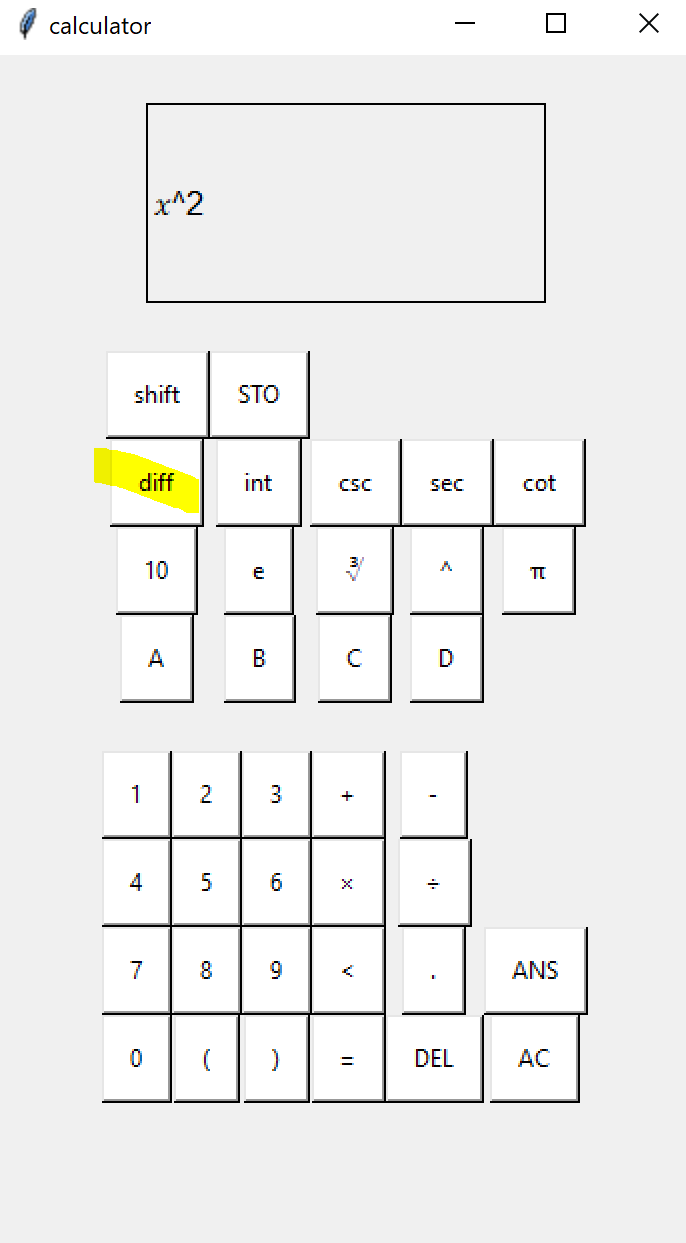 calculator
𝑥^2
shift STO
diff int csc sec cot
10 e ∛ ^ π
A B C D
1 2 3 + -
4 5 6 × ÷
7 8 9 < . ANS
0 ( ) = DEL AC